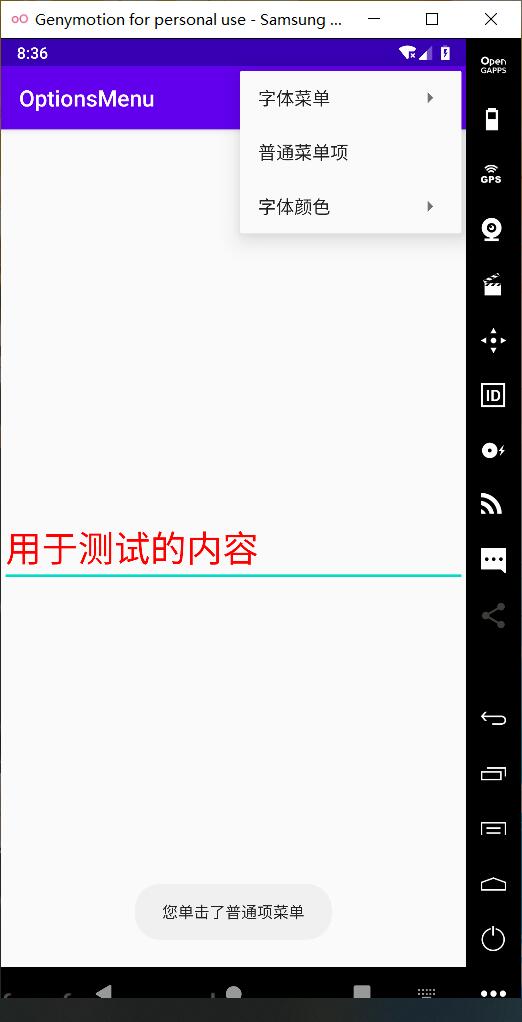 Genymotion for personal use - Samsung ...
8:36
OptionsMenu
字体菜单
普通菜单项
字体颜色
用于测试的内容
您单击了普通项菜单
Open
GAPPS
GPS
ID